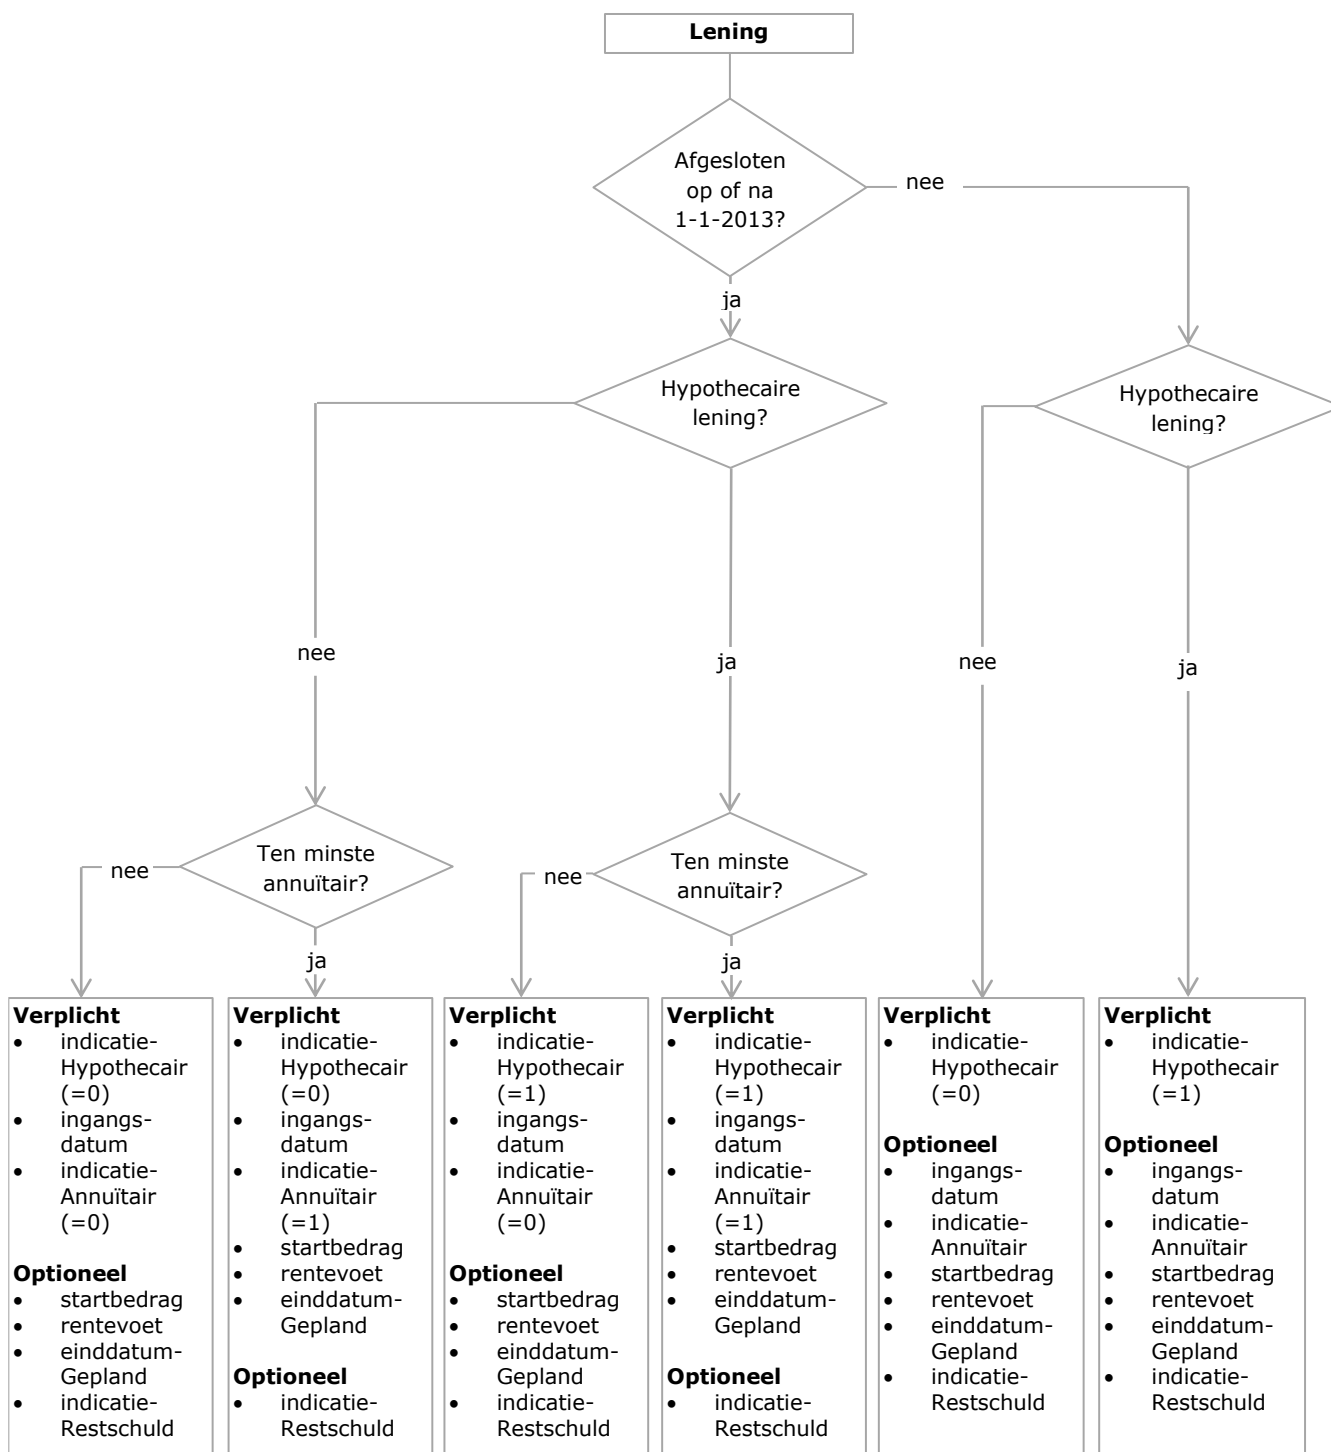 Lening
Afgesloten
op of na
1-1-2013?
nee
ja
Hypothecaire
lening?
Hypothecaire
lening?
nee
ja
nee
ja
Ten minste
annuïtair?
Ten minste
annuïtair?
nee
nee
ja
ja
Verplicht
• indicatie-
Hypothecair
(=0)
• ingangs-
datum
• indicatie-
Annuïtair
(=0)
Optioneel
• startbedrag
• rentevoet
• einddatum-
Gepland
• indicatie-
Restschuld
Verplicht
• indicatie-
Hypothecair
(=0)
• ingangs-
datum
• indicatie-
Annuïtair
(=1)
• startbedrag
• rentevoet
• einddatum-
Gepland
Optioneel
• indicatie-
Restschuld
Verplicht
• indicatie-
Hypothecair
(=1)
• ingangs-
datum
• indicatie-
Annuïtair
(=0)
Optioneel
• startbedrag
• rentevoet
• einddatum-
Gepland
• indicatie-
Restschuld
Verplicht
• indicatie-
Hypothecair
(=1)
• ingangs-
datum
• indicatie-
Annuïtair
(=1)
• startbedrag
• rentevoet
• einddatum-
Gepland
Optioneel
• indicatie-
Restschuld
Verplicht
• indicatie-
Hypothecair
(=0)
Optioneel
• ingangs-
datum
• indicatie-
Annuïtair
• startbedrag
• rentevoet
• einddatum-
Gepland
• indicatie-
Restschuld
Verplicht
• indicatie-
Hypothecair
(=1)
Optioneel
• ingangs-
datum
• indicatie-
Annuïtair
• startbedrag
• rentevoet
• einddatum-
Gepland
• indicatie-
Restschuld